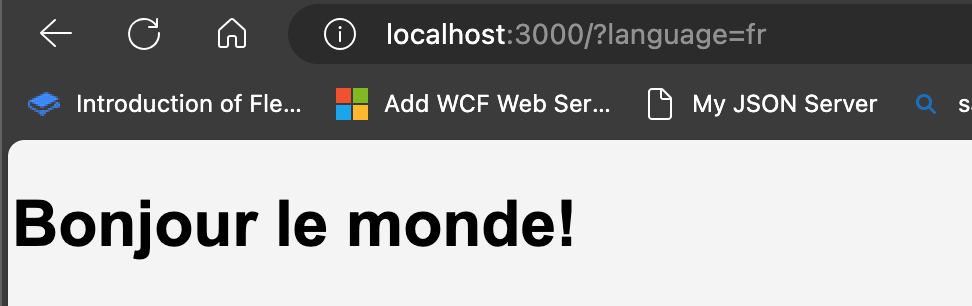 localhost:3000/?language=fr
Introduction of Fle... Add WCF Web Ser... My JSON Server s
Bonjour le monde!